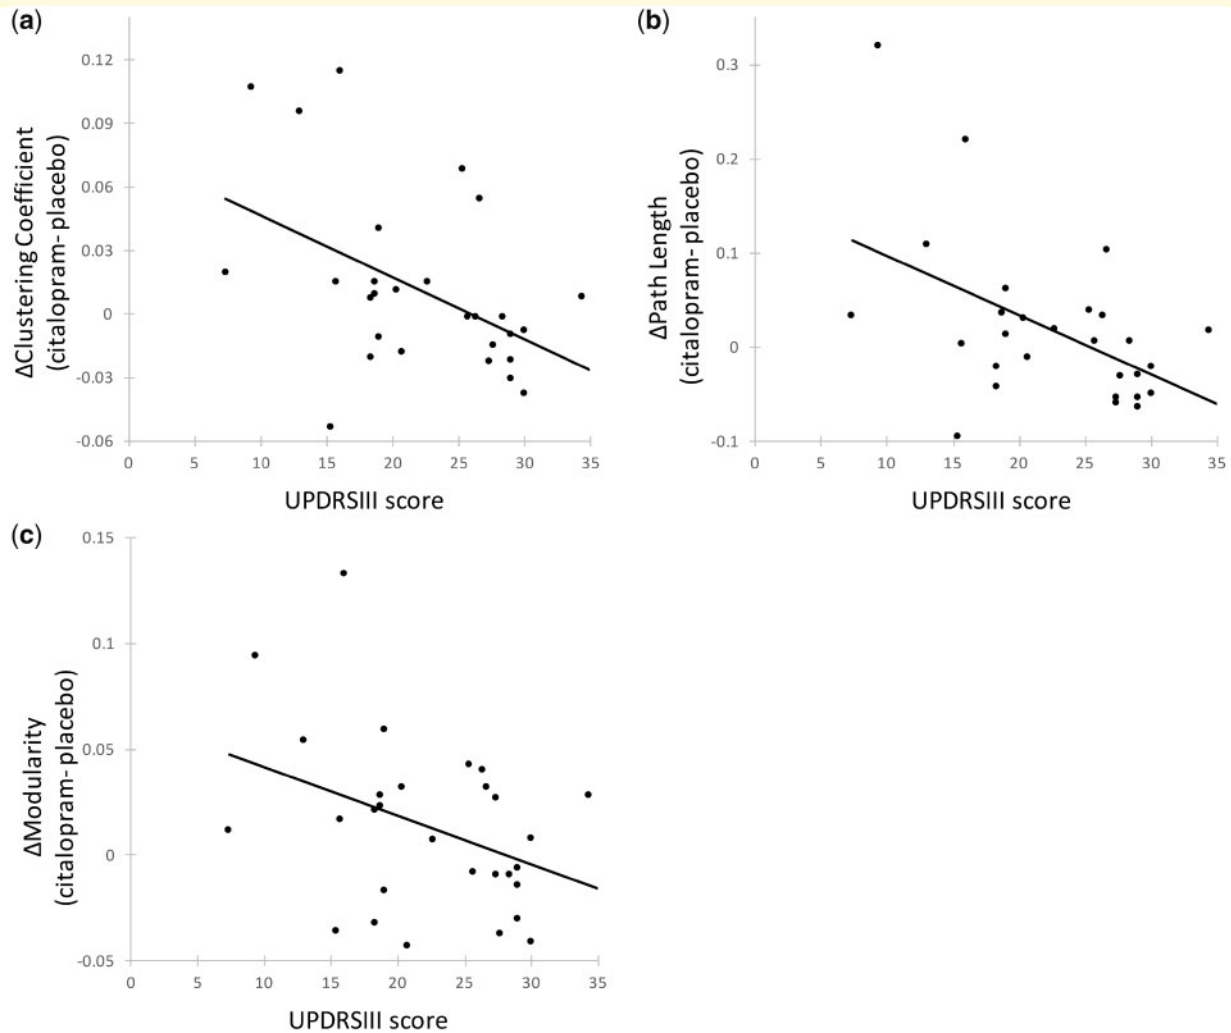 (a)
0.12
0.09
0.06
0.03
0
-0.03
-0.06
ΔClustering Coefficient
(citalopram- placebo)
0 5 10 15 20 25 30 35
UPDRSIII score
(b)
0.3
0.2
0.1
0
-0.1
ΔPath Length
(citalopram- placebo)
0 5 10 15 20 25 30 35
UPDRSIII score
(c)
0.15
0.1
0.05
0
-0.05
ΔModularity
(citalopram- placebo)
0 5 10 15 20 25 30 35
UPDRSIII score